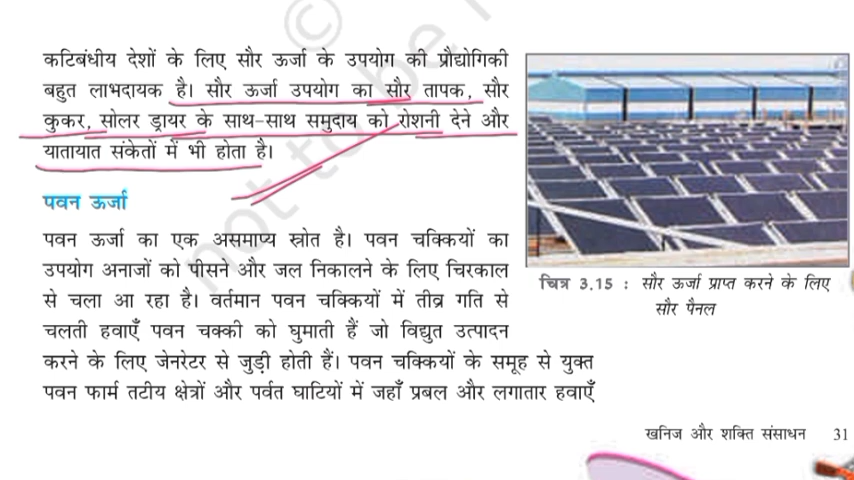 कटिबंधीय देशों के लिए सौर ऊर्जा के उपयोग की प्रौद्योगिकी
बहुत लाभदायक है। सौर ऊर्जा उपयोग का सौर तापक, सौर
कुकर, सोलर ड्रायर के साथ-साथ समुदाय को रोशनी देने और
यातायात संकेतों में भी होता है।
पवन ऊर्जा
पवन ऊर्जा का एक असमाप्य स्रोत है। पवन चक्कियों का
उपयोग अनाजों को पीसने और जल निकालने के लिए चिरकाल
से चला आ रहा है। वर्तमान पवन चक्कियों में तीव्र गति से
चलती हवाएँ पवन चक्की को घुमाती हैं जो विद्युत उत्पादन
करने के लिए जेनरेटर से जुड़ी होती हैं। पवन चक्कियों के समूह से युक्त
पवन फार्म तटीय क्षेत्रों और पर्वत घाटियों में जहाँ प्रबल और लगातार हवाएँ
चित्र 3.15 : सौर ऊर्जा प्राप्त करने के लिए
सौर पैनल
खनिज और शक्ति संसाधन 31
© not to be